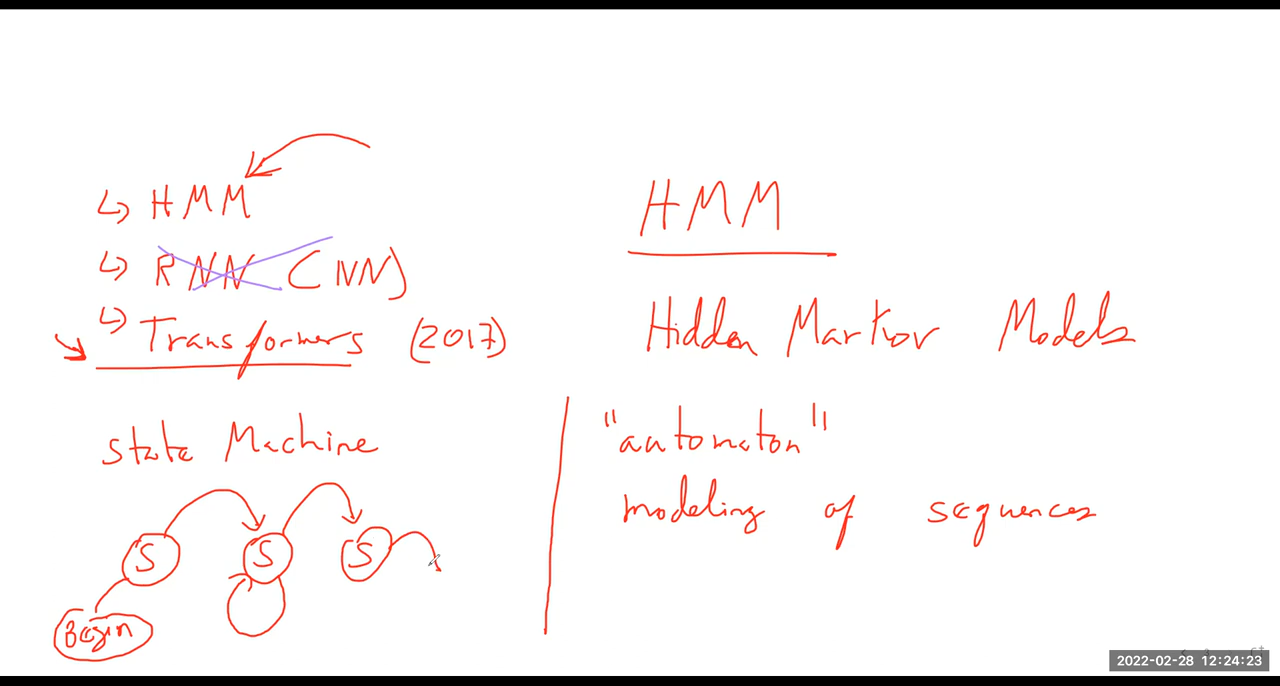 ↳ HMM
↳ RNN (NN)
↳ Transformers (2017)
State Machine
S S S
Begin
HMM
Hidden Markov Models
"automaton"
modeling of sequences
2022-02-28 12:24:23